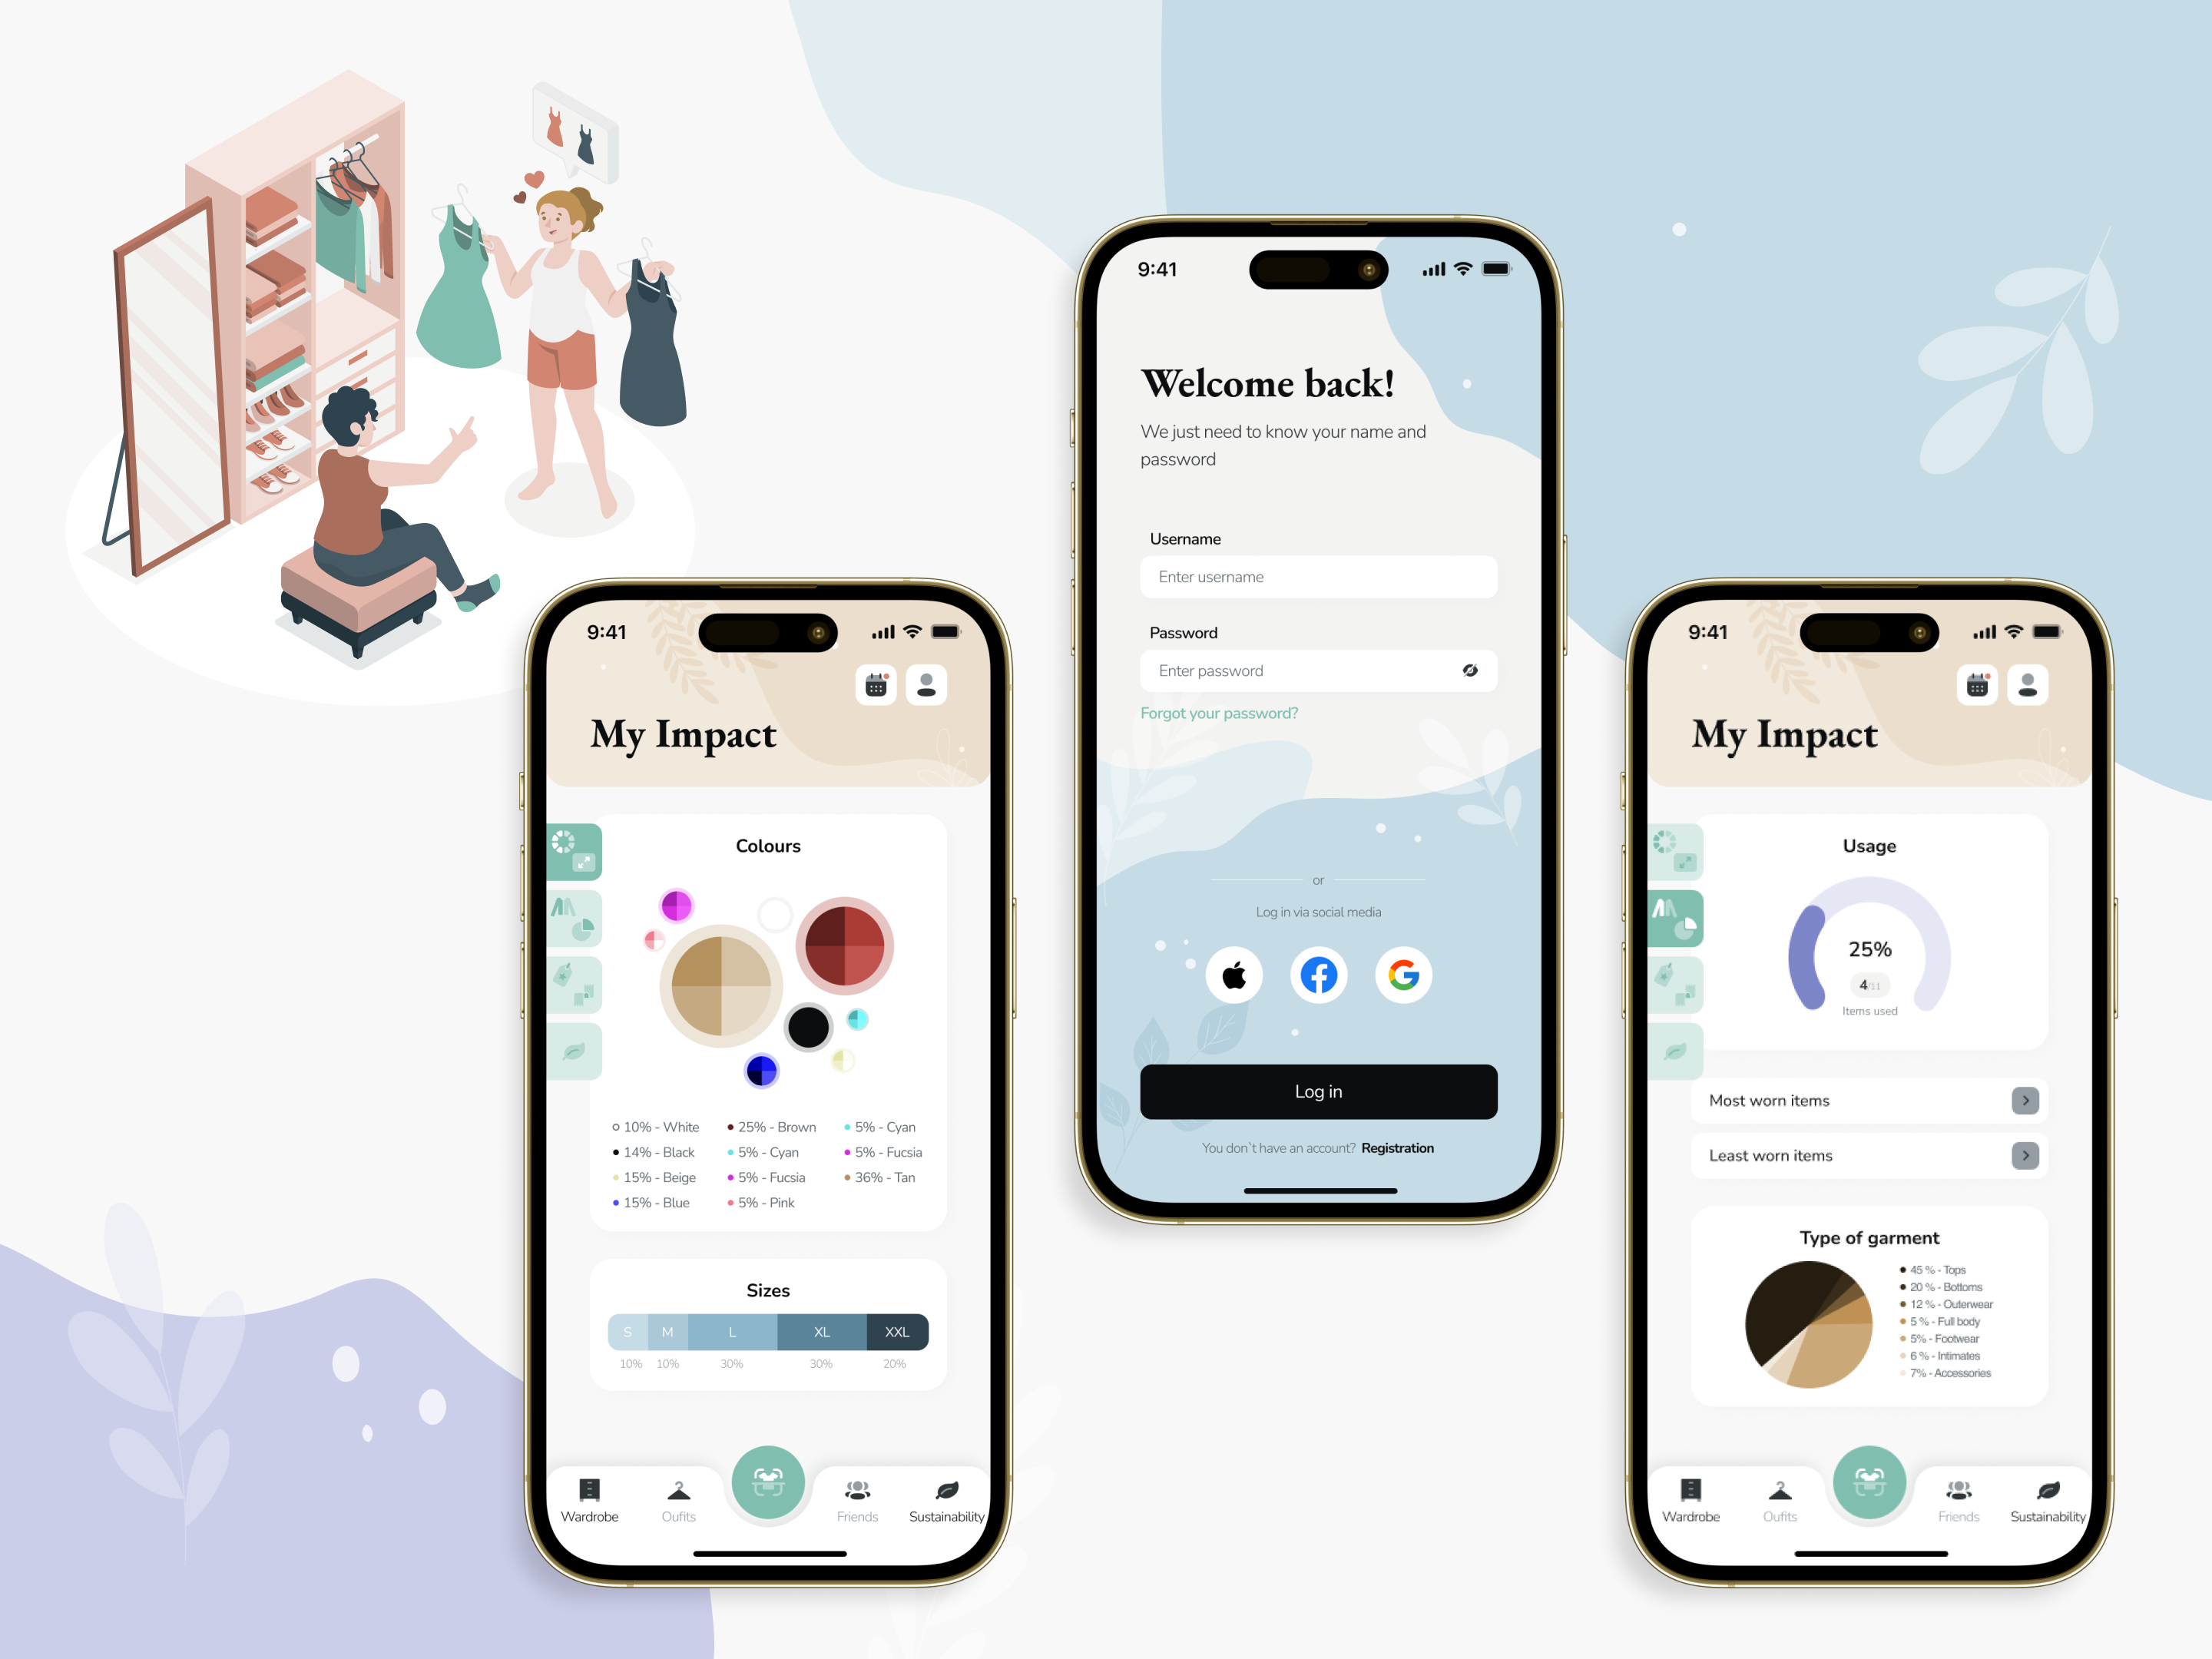 9:41
My Impact
Colours
10% - White
14% - Black
15% - Beige
15% - Blue
25% - Brown
5% - Cyan
5% - Fucsia
5% - Pink
5% - Cyan
5% - Fucsia
36% - Tan
Sizes
S M L XL XXL
10% 10% 30% 30% 20%
Wardrobe Oufits Friends Sustainability
9:41
Welcome back!
We just need to know your name and
password
Username
Enter username
Password
Enter password
Forgot your password?
or
Log in via social media
Log in
You don`t have an account? Registration
9:41
My Impact
Usage
25%
4/11
Items used
Most worn items
Least worn items
Type of garment
45 % - Tops
20 % - Bottoms
12 % - Outerwear
5 % - Full body
5% - Footwear
6 % - Intimates
7% - Accessories
Wardrobe Oufits Friends Sustainability